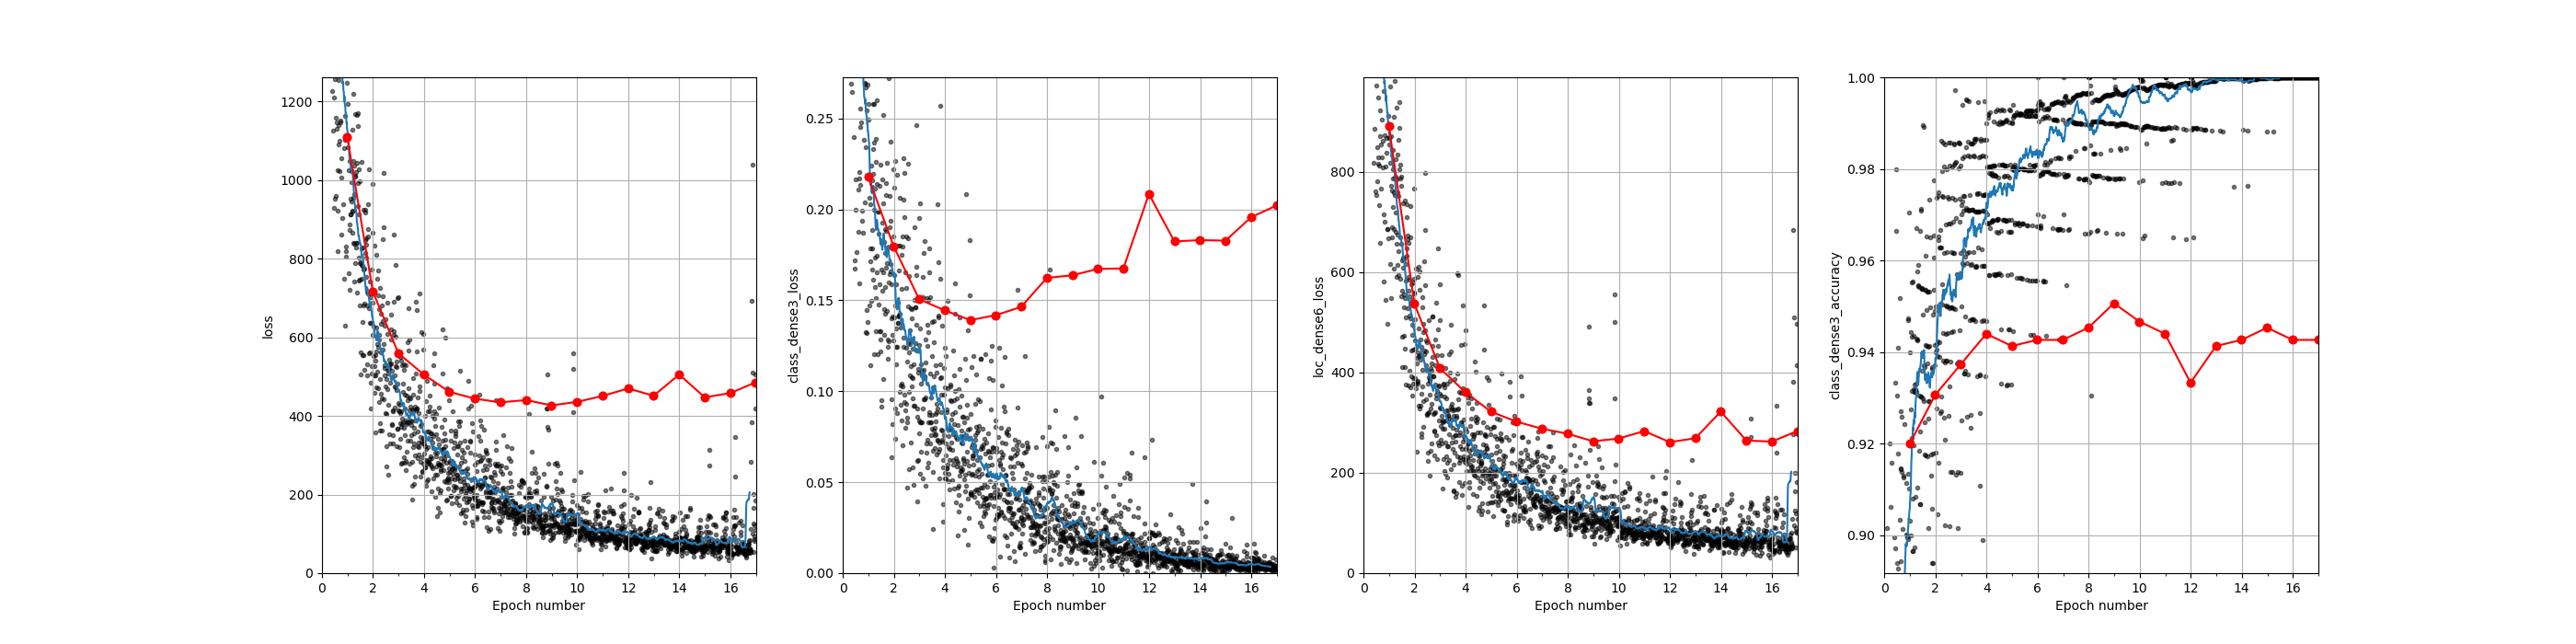 loss
1200
1000
800
600
400
200
0
0 2 4 6 8 10 12 14 16
Epoch number
class_dense3_loss
0.25
0.20
0.15
0.10
0.05
0.00
0 2 4 6 8 10 12 14 16
Epoch number
loc_dense6_loss
800
600
400
200
0
0 2 4 6 8 10 12 14 16
Epoch number
class_dense3_accuracy
1.00
0.98
0.96
0.94
0.92
0.90
0 2 4 6 8 10 12 14 16
Epoch number